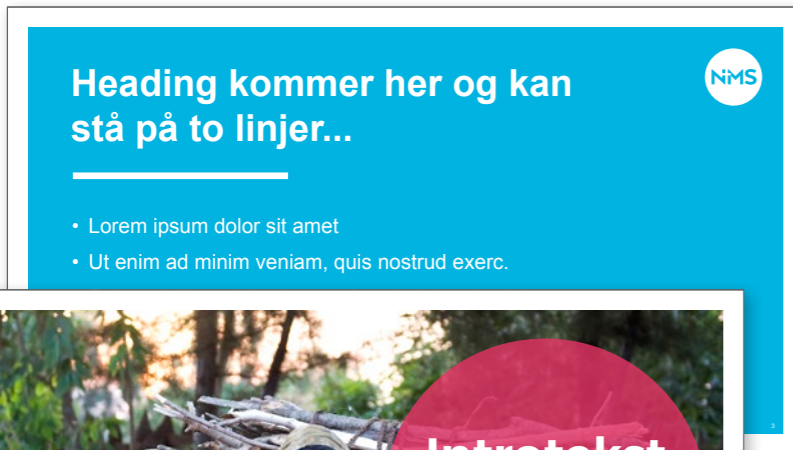 Heading kommer her og kan
stå på to linjer...
NMS
• Lorem ipsum dolor sit amet
• Ut enim ad minim veniam, quis nostrud exerc.
3
Introtekst